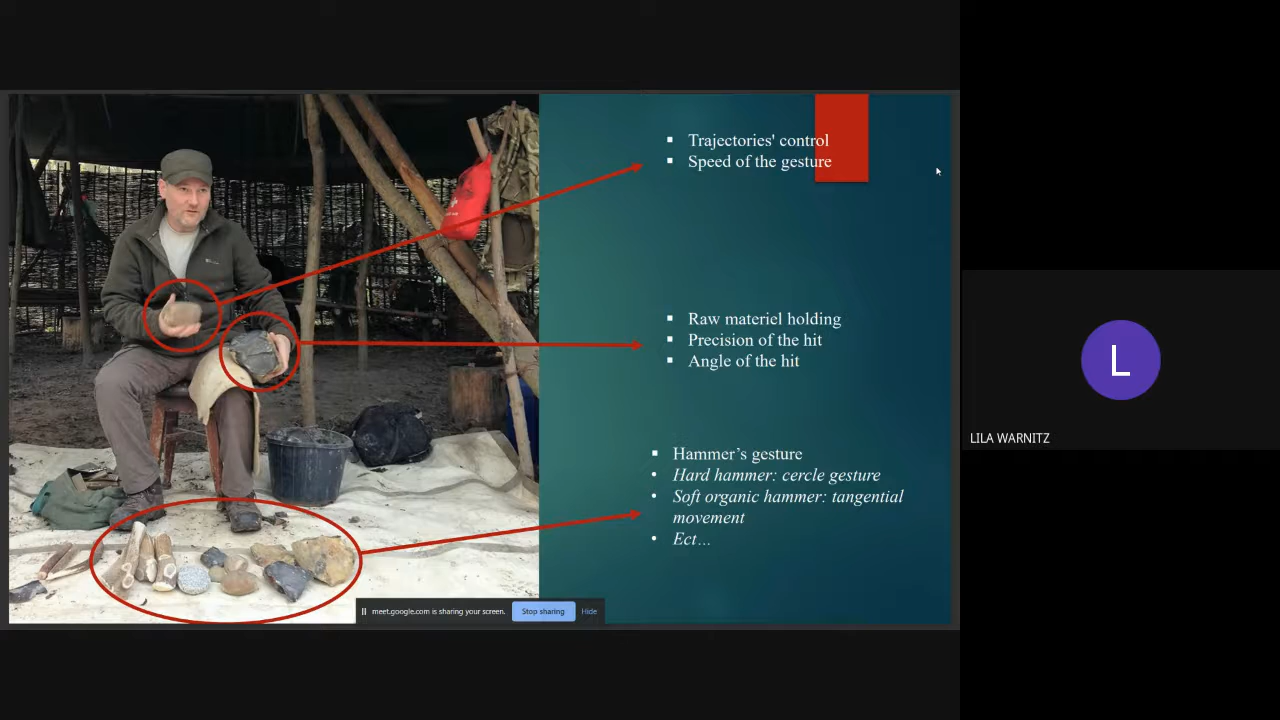 Trajectories' control
Speed of the gesture
Raw materiel holding
Precision of the hit
Angle of the hit
Hammer’s gesture
Hard hammer: cercle gesture
Soft organic hammer: tangential
movement
Ect…
meet.google.com is sharing your screen. Stop sharing Hide
L
LILA WARNITZ